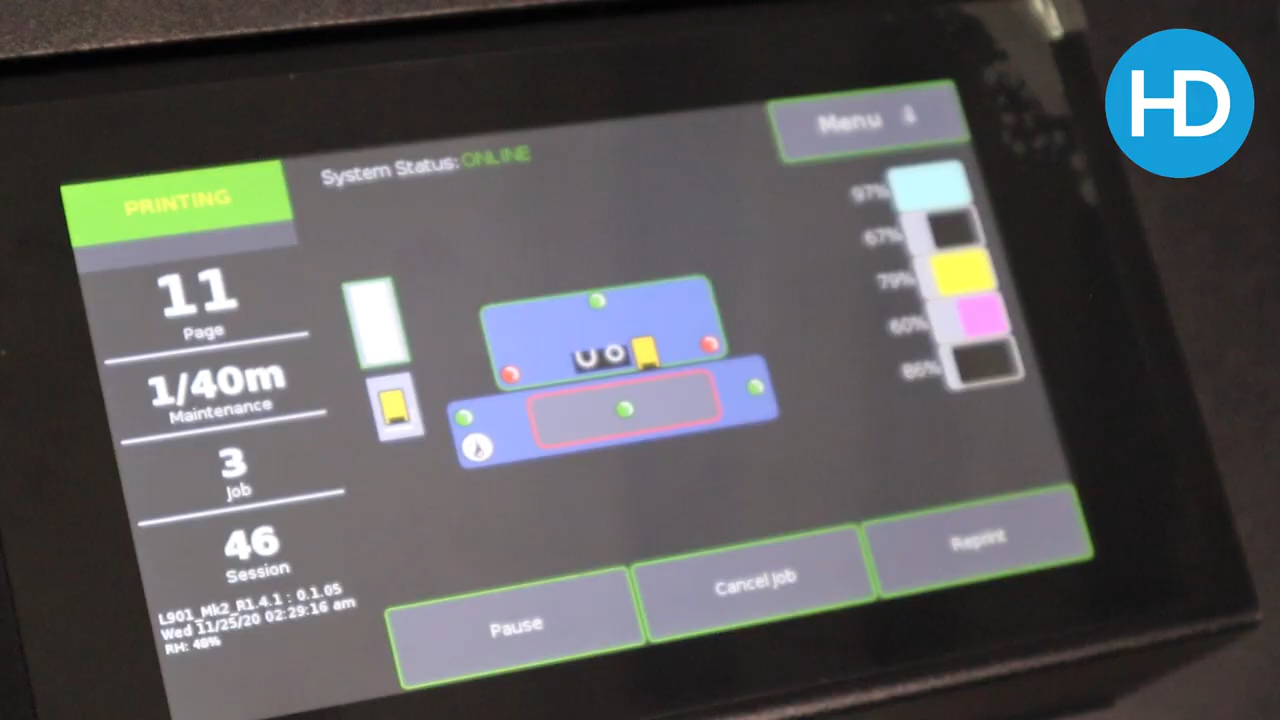 HD
Menu
System Status: ONLINE
PRINTING
97%
67%
79%
60%
86%
11
Page
1/40m
Maintenance
3
Job
46
Session
L901_Mk2_R1.4.1 : 0.1.05
Wed 11/25/20 02:29:16 am
RH: 48%
Pause
Cancel Job
Reprint